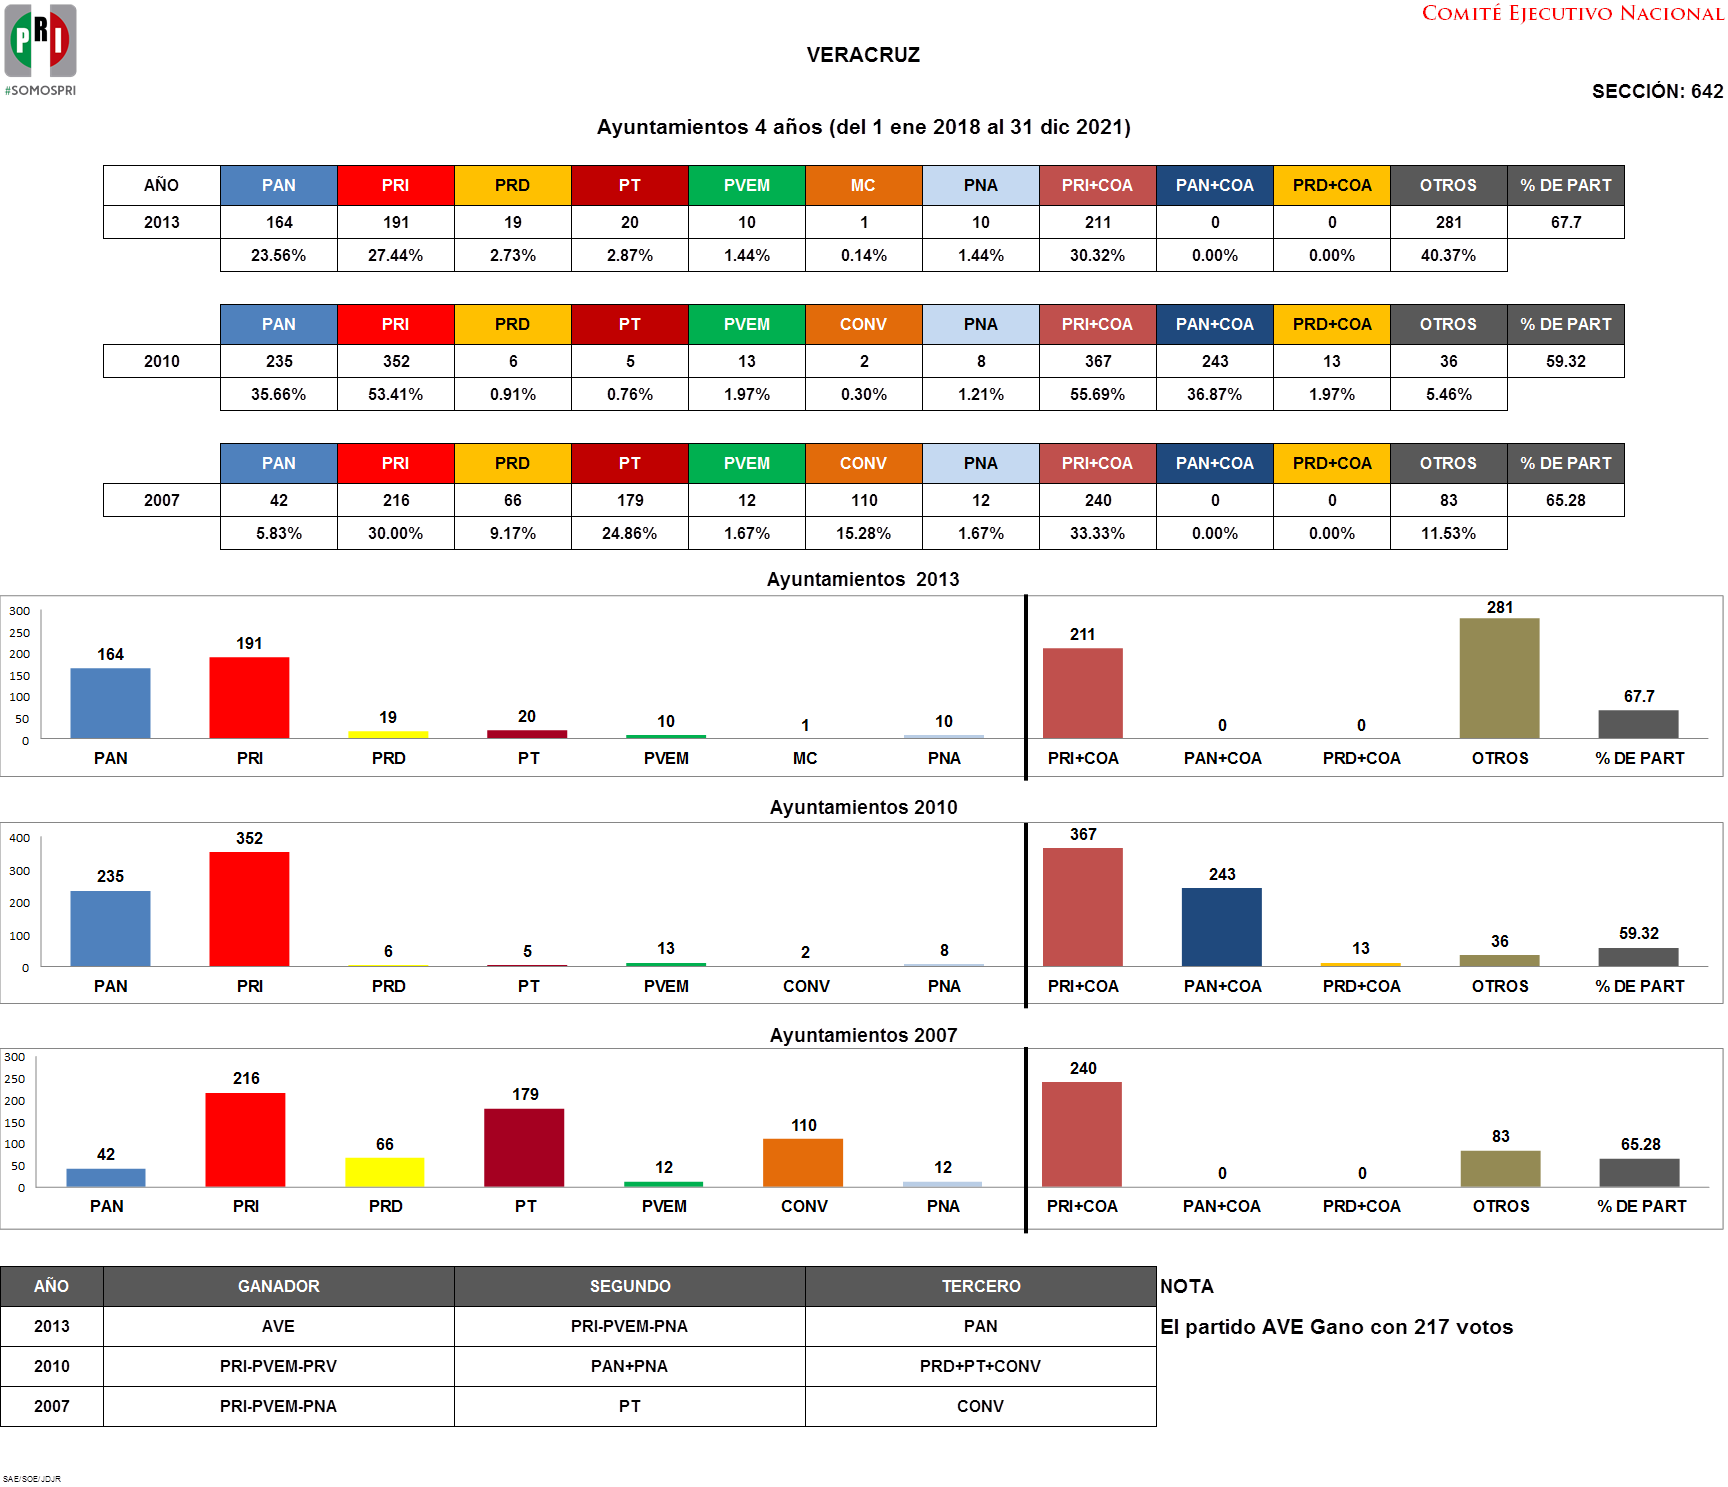 PRI
#SOMOSPRI
COMITÉ EJECUTIVO NACIONAL
VERACRUZ
SECCIÓN: 642
Ayuntamientos 4 años (del 1 ene 2018 al 31 dic 2021)
AÑO PAN PRI PRD PT PVEM MC PNA PRI+COA PAN+COA PRD+COA OTROS % DE PART
2013 164 191 19 20 10 1 10 211 0 0 281 67.7
23.56% 27.44% 2.73% 2.87% 1.44% 0.14% 1.44% 30.32% 0.00% 0.00% 40.37%
PAN PRI PRD PT PVEM CONV PNA PRI+COA PAN+COA PRD+COA OTROS % DE PART
2010 235 352 6 5 13 2 8 367 243 13 36 59.32
35.66% 53.41% 0.91% 0.76% 1.97% 0.30% 1.21% 55.69% 36.87% 1.97% 5.46%
PAN PRI PRD PT PVEM CONV PNA PRI+COA PAN+COA PRD+COA OTROS % DE PART
2007 42 216 66 179 12 110 12 240 0 0 83 65.28
5.83% 30.00% 9.17% 24.86% 1.67% 15.28% 1.67% 33.33% 0.00% 0.00% 11.53%
Ayuntamientos 2013
300
250
200
150
100
50
0
164 191 19 20 10 1 10 211 0 0 281 67.7
PAN PRI PRD PT PVEM MC PNA PRI+COA PAN+COA PRD+COA OTROS % DE PART
Ayuntamientos 2010
400
300
200
100
0
235 352 6 5 13 2 8 367 243 13 36 59.32
PAN PRI PRD PT PVEM CONV PNA PRI+COA PAN+COA PRD+COA OTROS % DE PART
Ayuntamientos 2007
300
250
200
150
100
50
0
42 216 66 179 12 110 12 240 0 0 83 65.28
PAN PRI PRD PT PVEM CONV PNA PRI+COA PAN+COA PRD+COA OTROS % DE PART
AÑO GANADOR SEGUNDO TERCERO NOTA
2013 AVE PRI-PVEM-PNA PAN El partido AVE Gano con 217 votos
2010 PRI-PVEM-PRV PAN+PNA PRD+PT+CONV
2007 PRI-PVEM-PNA PT CONV
SAE/SOE/JDJR